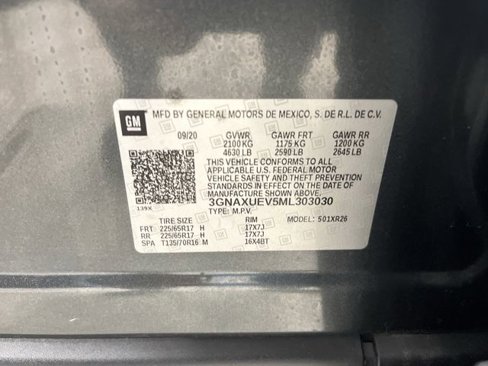 GM
MFD BY GENERAL MOTORS DE MEXICO, S. DE R.L. DE C.V.
09/20 GVWR GAWR FRT GAWR RR
2100 KG 1175 KG 1200 KG
4630 LB 2590 LB 2645 LB
THIS VEHICLE CONFORMS TO ALL
APPLICABLE U.S. FEDERAL MOTOR
VEHICLE SAFETY AND THEFT PREVENTION
STANDARDS IN EFFECT ON THE DATE OF
MANUFACTURE SHOWN ABOVE.
3GNAXUEV5ML303030
139X TYPE: M.P.V.
TIRE SIZE RIM MODEL: 501XR26
FRT: 225/65R17 H 17X7J
RR 225/65R17 H 17X7J
SPA T135/70R16 M 16X4BT